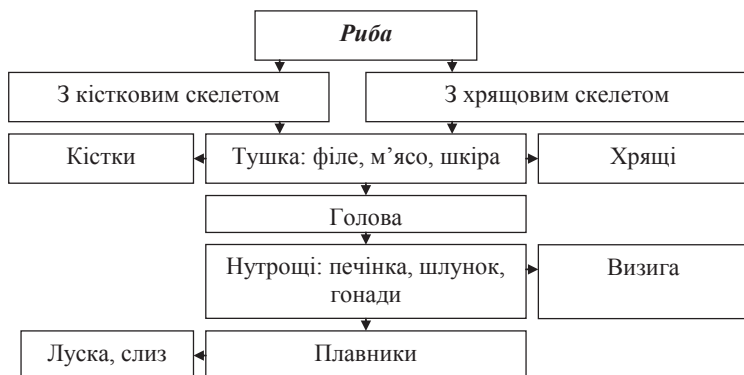 Риба
З кістковим скелетом
З хрящовим скелетом
Кістки
Тушка: філе, м’ясо, шкіра
Хрящі
Голова
Нутрощі: печінка, шлунок,
гонади
Визига
Луска, слиз
Плавники